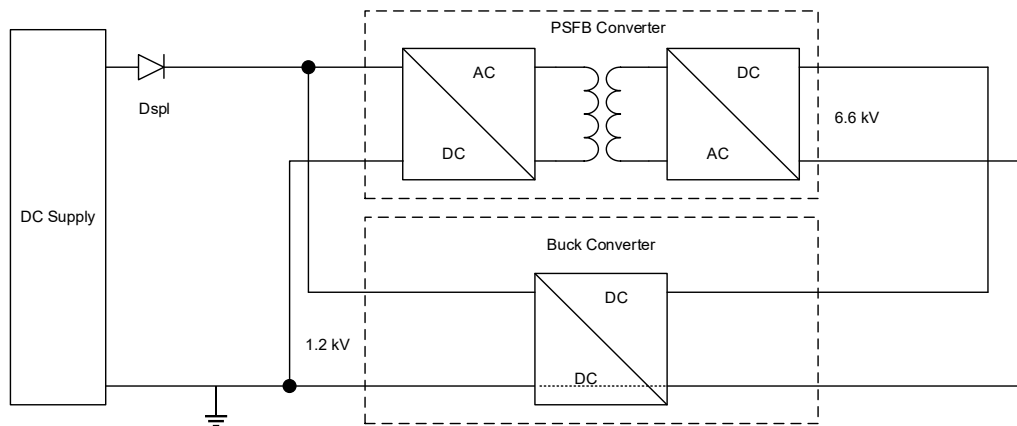 PSFB Converter
AC
DC
Dspl
DC
AC
6.6 kV
DC Supply
Buck Converter
DC
1.2 kV
DC